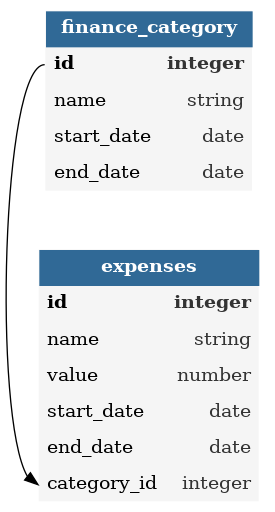 finance_category
id integer
name string
start_date date
end_date date
expenses
id integer
name string
value number
start_date date
end_date date
category_id integer